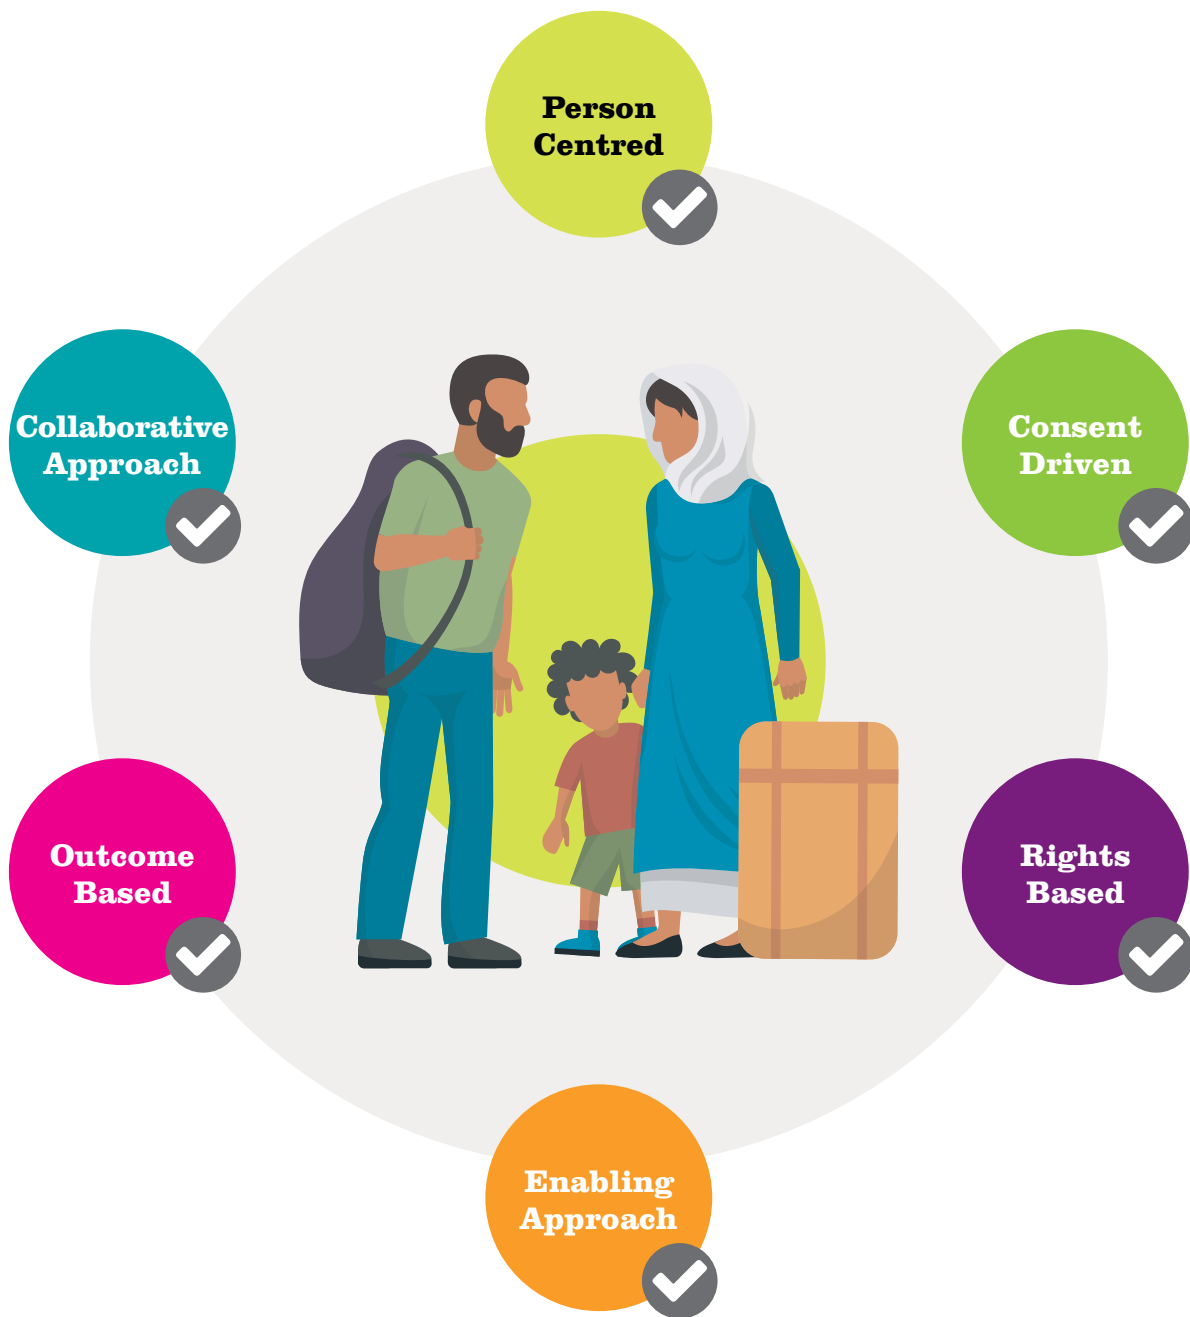 Person
Centred
Collaborative
Approach
Consent
Driven
Outcome
Based
Rights
Based
Enabling
Approach